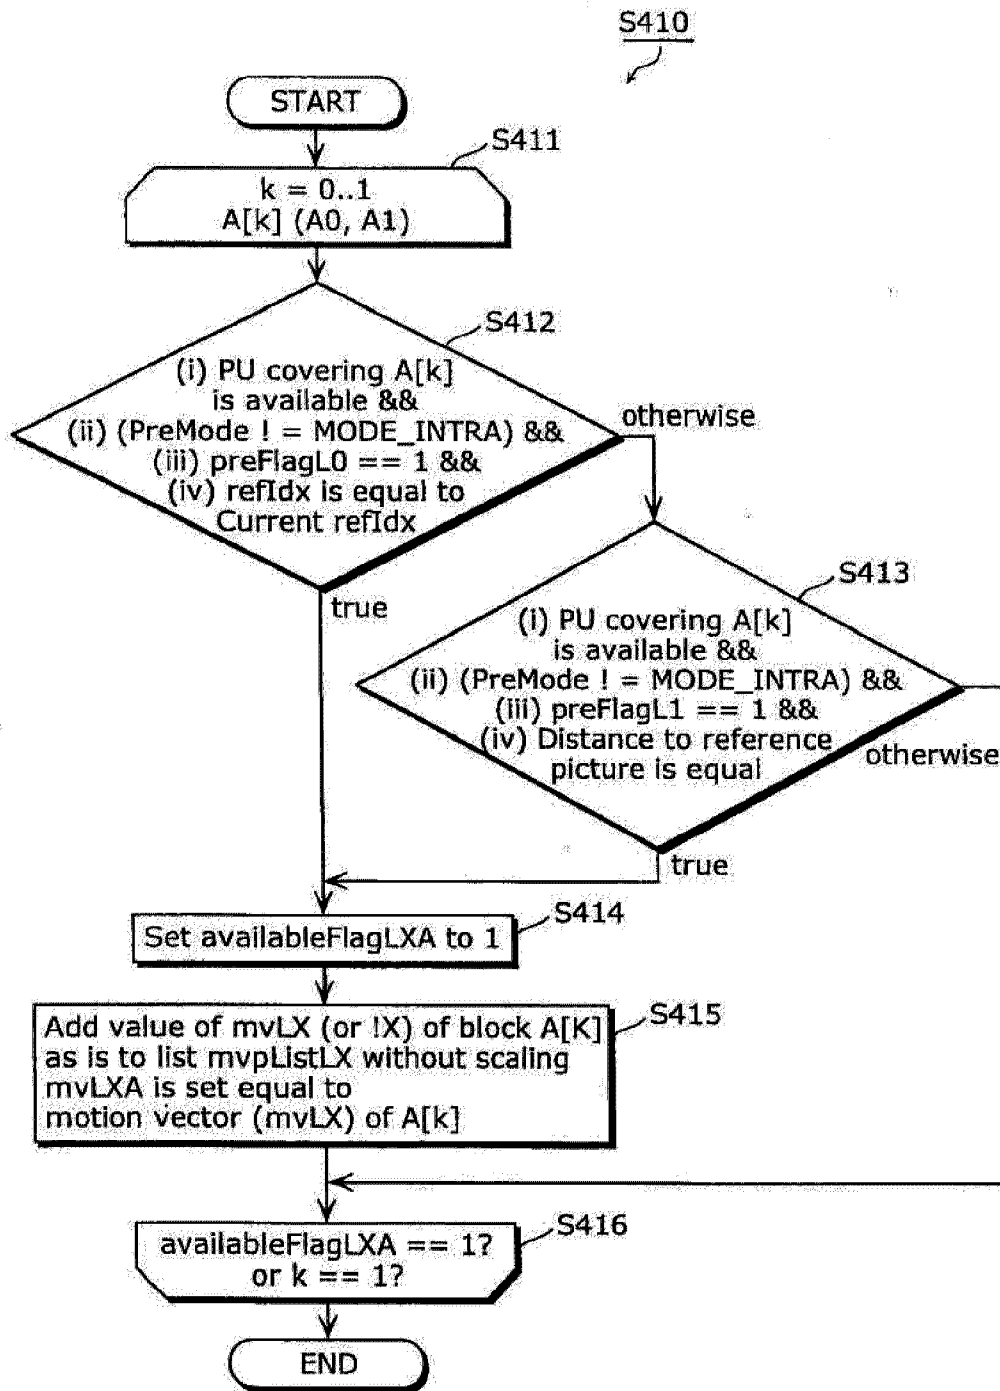 S410
START
S411
k = 0..1
A[k] (A0, A1)
S412
(i) PU covering A[k]
is available &&
(ii) (PreMode ! = MODE_INTRA) &&
(iii) preFlagL0 == 1 &&
(iv) refIdx is equal to
Current refIdx
otherwise
true
S413
(i) PU covering A[k]
is available &&
(ii) (PreMode ! = MODE_INTRA) &&
(iii) preFlagL1 == 1 &&
(iv) Distance to reference
picture is equal
otherwise
true
S414
Set availableFlagLXA to 1
S415
Add value of mvLX (or !X) of block A[K]
as is to list mvpListLX without scaling
mvLXA is set equal to
motion vector (mvLX) of A[k]
S416
availableFlagLXA == 1?
or k == 1?
END